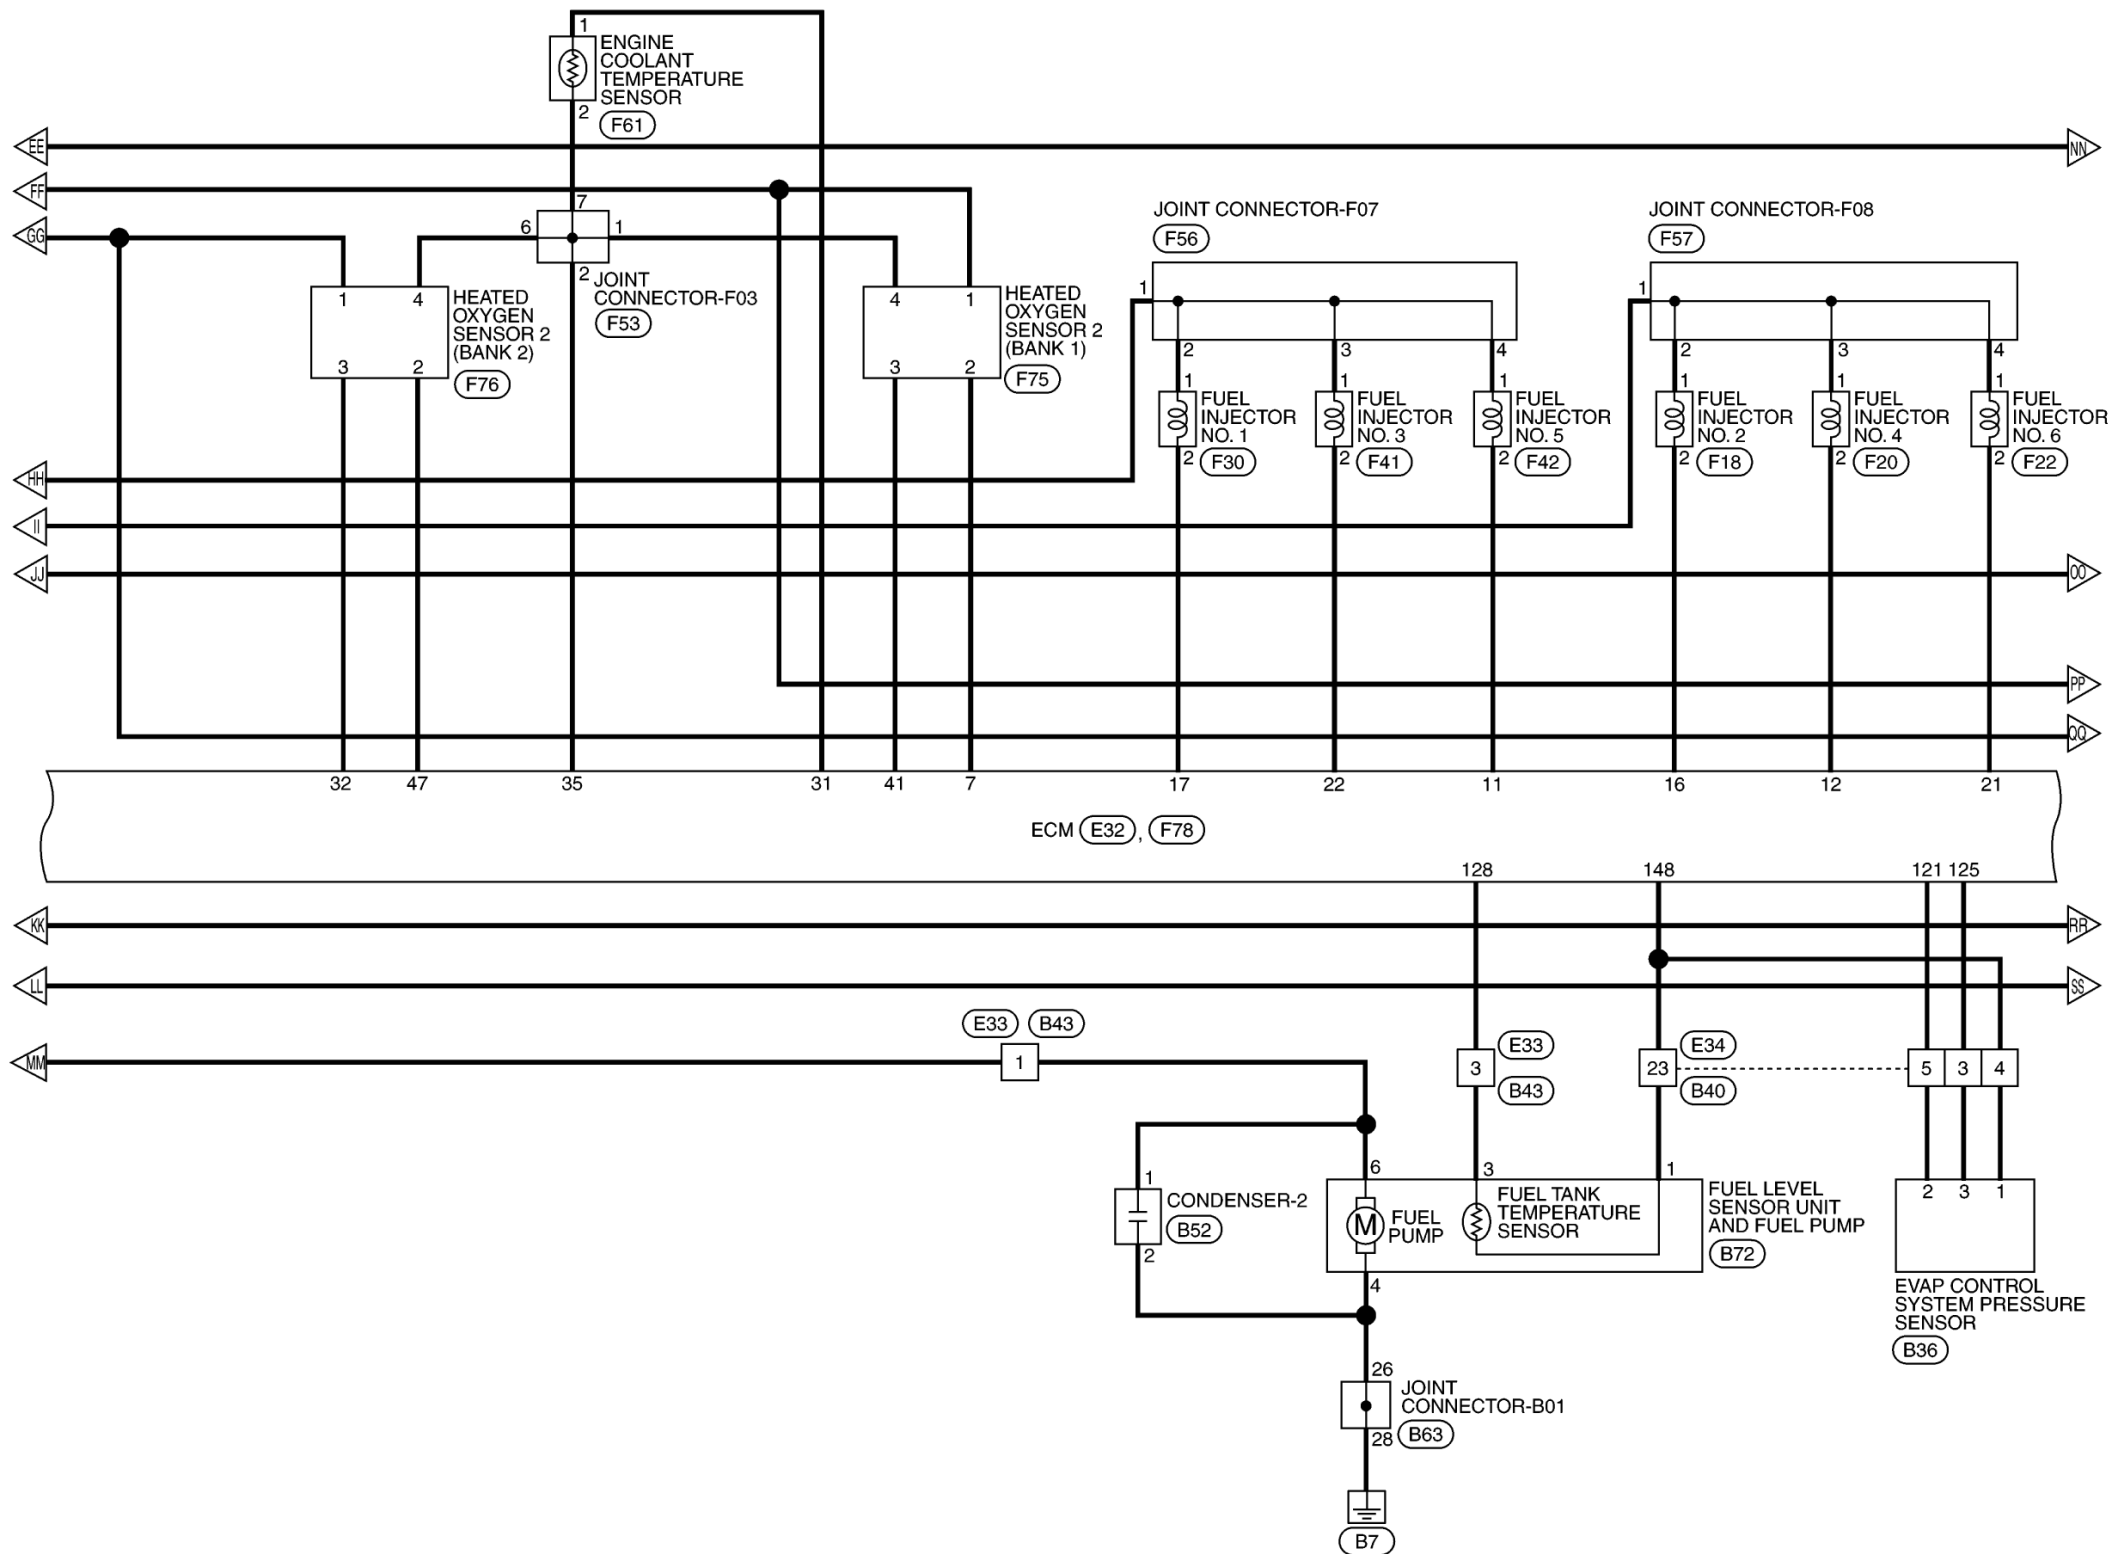 1
ENGINE
COOLANT
TEMPERATURE
SENSOR
2
F61
EE
NN
FF
7
GG
6
1
JOINT CONNECTOR-F07
F56
JOINT CONNECTOR-F08
F57
2
JOINT
CONNECTOR-F03
F53
1 4
3 2
HEATED
OXYGEN
SENSOR 2
(BANK 2)
F76
4 1
3 2
HEATED
OXYGEN
SENSOR 2
(BANK 1)
F75
1
2 3 4
1
2 3 4
1
FUEL
INJECTOR
NO. 1
2
F30
1
FUEL
INJECTOR
NO. 3
2
F41
1
FUEL
INJECTOR
NO. 5
2
F42
1
FUEL
INJECTOR
NO. 2
2
F18
1
FUEL
INJECTOR
NO. 4
2
F20
1
FUEL
INJECTOR
NO. 6
2
F22
HH
II
JJ
OO
PP
QQ
32 47 35 31 41 7 17 22 11 16 12 21
ECM E32 , F78
128 148 121 125
KK
RR
LL
SS
E33 B43
MM
1
E33
3
B43
E34
23
B40
5 3 4
1
CONDENSER-2
B52
2
6
M
FUEL
PUMP
4
3
FUEL TANK
TEMPERATURE
SENSOR
1
FUEL LEVEL
SENSOR UNIT
AND FUEL PUMP
B72
2 3 1
EVAP CONTROL
SYSTEM PRESSURE
SENSOR
B36
26
JOINT
CONNECTOR-B01
28
B63
B7